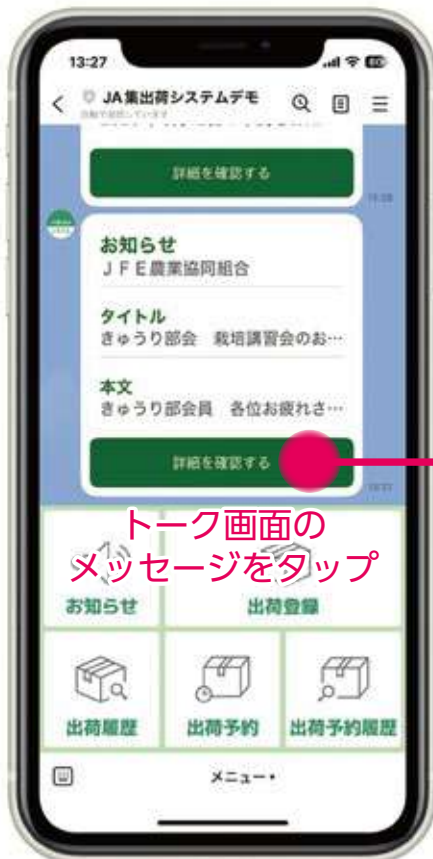 13:27
JA集出荷システムデモ
詳細を確認する
お知らせ
JFE農業協同組合
タイトル
きゅうり部会 栽培講習会のお…
本文
きゅうり部会員 各位お疲れさ…
詳細を確認する
トーク画面の
メッセージをタップ
お知らせ
出荷登録
出荷履歴
出荷予約
出荷予約履歴
メニュー